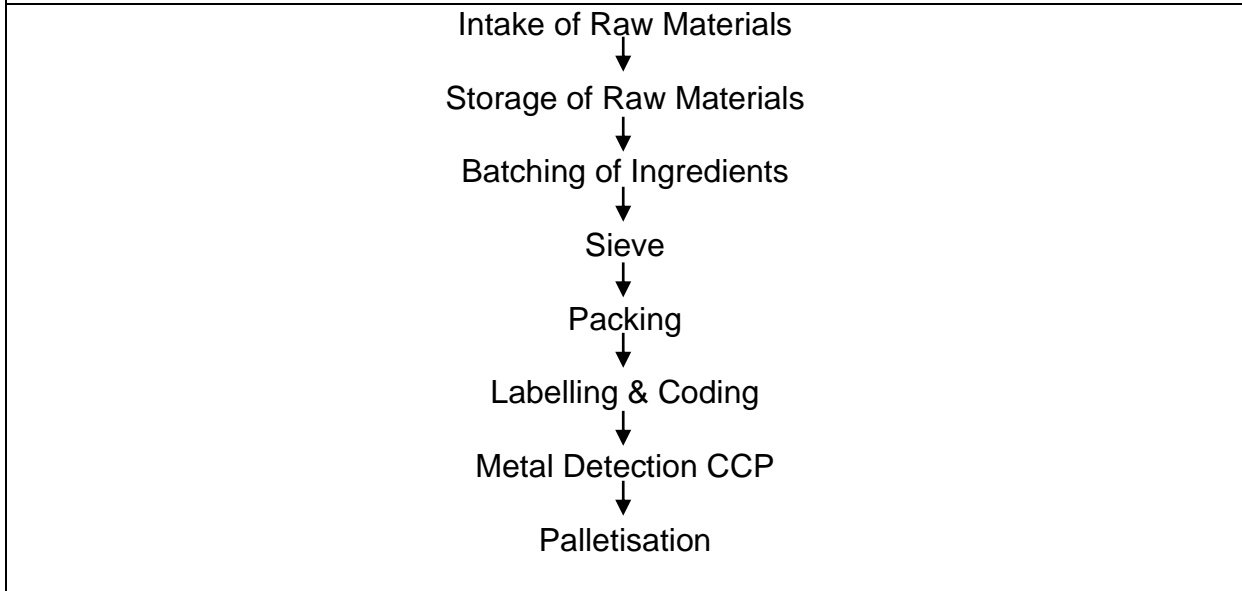 Intake of Raw Materials
Storage of Raw Materials
Batching of Ingredients
Sieve
Packing
Labelling & Coding
Metal Detection CCP
Palletisation